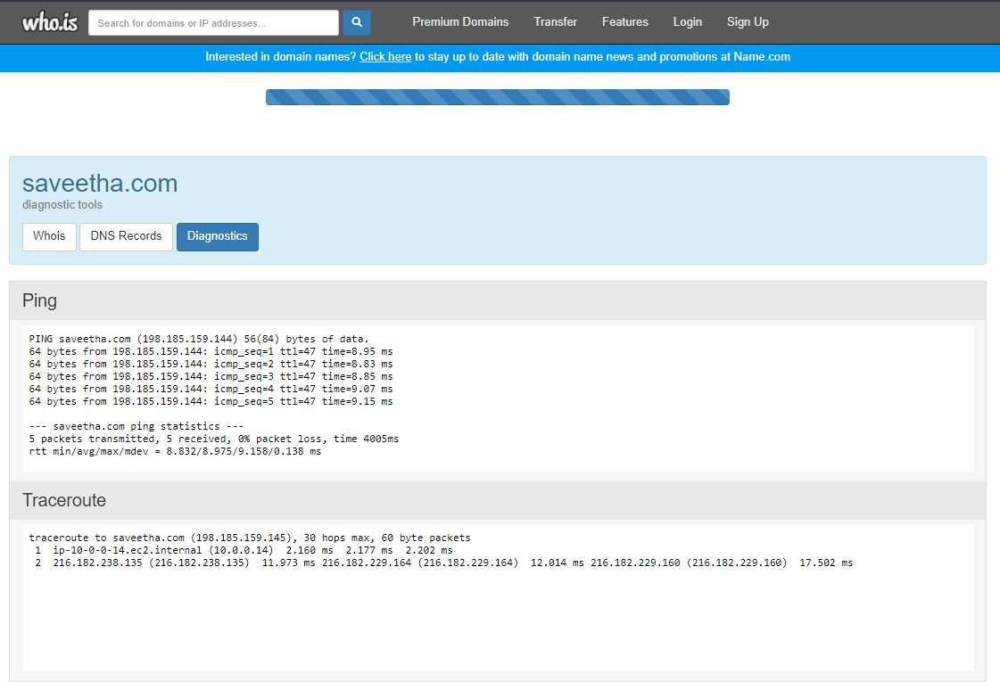 who.is Search for domains or IP addresses... Premium Domains Transfer Features Login Sign Up
Interested in domain names? Click here to stay up to date with domain name news and promotions at Name.com
saveetha.com
diagnostic tools
Whois DNS Records Diagnostics
Ping
PING saveetha.com (198.185.159.144) 56(84) bytes of data.
64 bytes from 198.185.159.144: icmp_seq=1 ttl=47 time=8.95 ms
64 bytes from 198.185.159.144: icmp_seq=2 ttl=47 time=8.83 ms
64 bytes from 198.185.159.144: icmp_seq=3 ttl=47 time=8.85 ms
64 bytes from 198.185.159.144: icmp_seq=4 ttl=47 time=9.07 ms
64 bytes from 198.185.159.144: icmp_seq=5 ttl=47 time=9.15 ms
--- saveetha.com ping statistics ---
5 packets transmitted, 5 received, 0% packet loss, time 4005ms
rtt min/avg/max/mdev = 8.832/8.975/9.158/0.138 ms
Traceroute
traceroute to saveetha.com (198.185.159.145), 30 hops max, 60 byte packets
1 ip-10-0-0-14.ec2.internal (10.0.0.14) 2.160 ms 2.177 ms 2.202 ms
2 216.182.238.135 (216.182.238.135) 11.973 ms 216.182.229.164 (216.182.229.164) 12.014 ms 216.182.229.160 (216.182.229.160) 17.502 ms